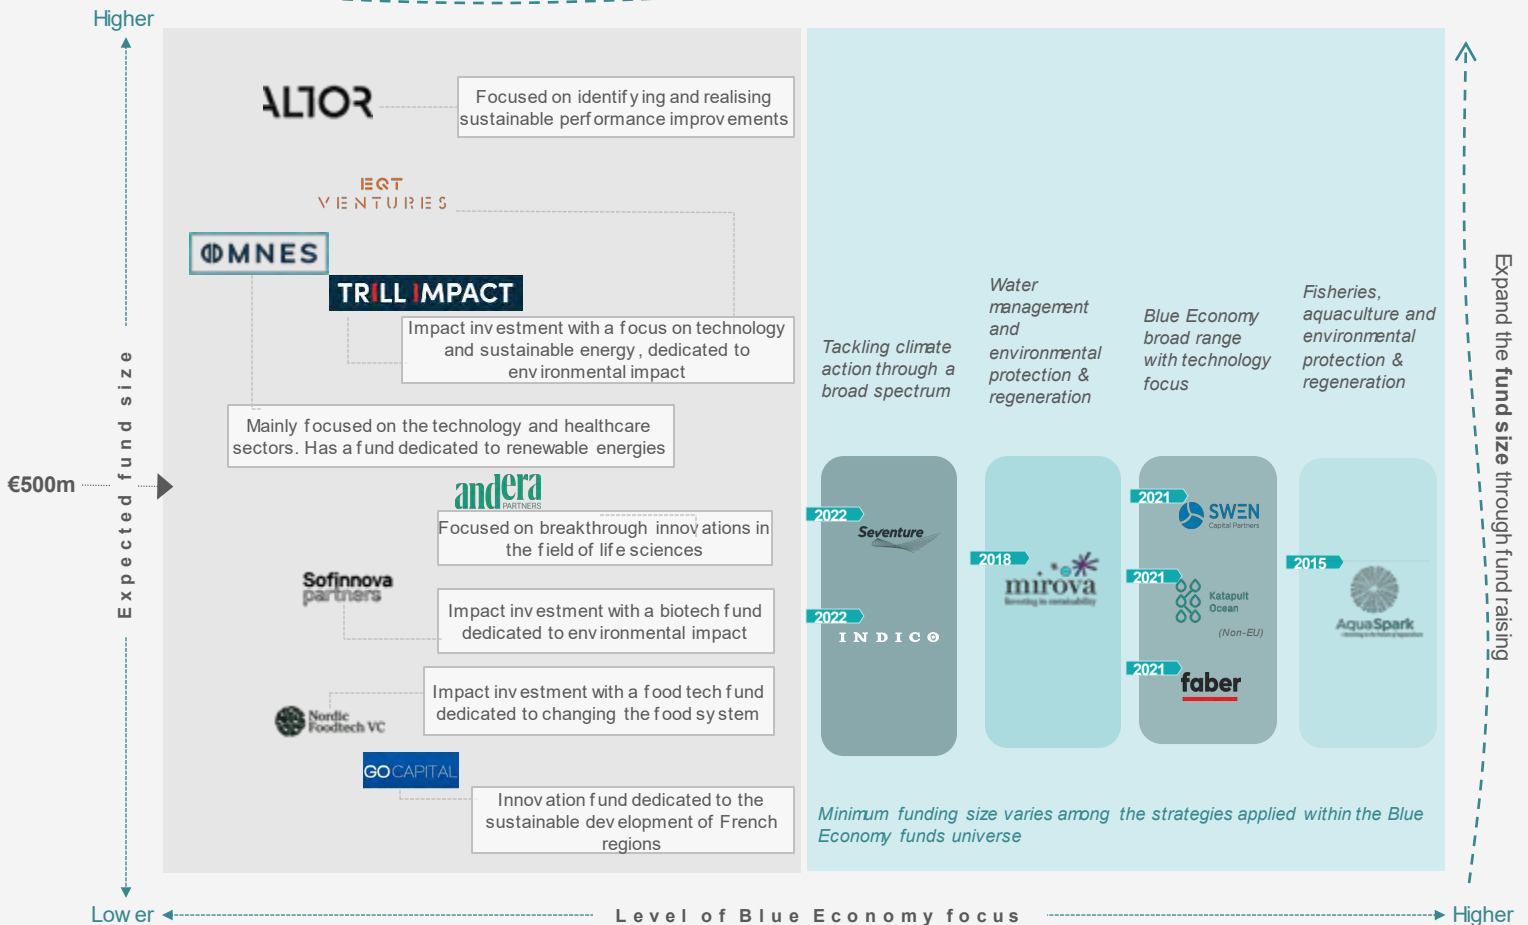 Higher
Expected fund size
€500m
Lower
ALTOR
Focused on identifying and realising
sustainable performance improvements
EQT
VENTURES
OMNES
TRILL IMPACT
Impact investment with a focus on technology
and sustainable energy, dedicated to
environmental impact
Mainly focused on the technology and healthcare
sectors. Has a fund dedicated to renewable energies
andera
PARTNERS
Focused on breakthrough innovations in
the field of life sciences
Sofinnova
partners
Impact investment with a biotech fund
dedicated to environmental impact
Impact investment with a food tech fund
dedicated to changing the food system
Nordic
Foodtech VC
GO CAPITAL
Innovation fund dedicated to the
sustainable development of French
regions
Tackling climate
action through a
broad spectrum
2022
Seventure
2022
INDICO
Water
management
and
environmental
protection &
regeneration
2018
mirova
Investing in sustainability
Blue Economy
broad range
with technology
focus
2021
SWEN
Capital Partners
2021
Katapult
Ocean
(Non-EU)
2021
faber
Fisheries,
aquaculture and
environmental
protection &
regeneration
2015
AquaSpark
Minimum funding size varies among the strategies applied within the Blue
Economy funds universe
Expand the fund size through fund raising
Level of Blue Economy focus
Higher